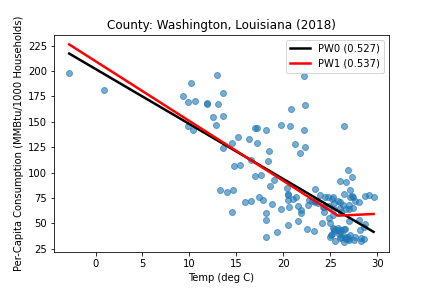 County: Washington, Louisiana (2018)
PW0 (0.527)
PW1 (0.537)
Per-Capita Consumption (MMBtu/1000 Households)
225
200
175
150
125
100
75
50
25
0 5 10 15 20 25 30
Temp (deg C)